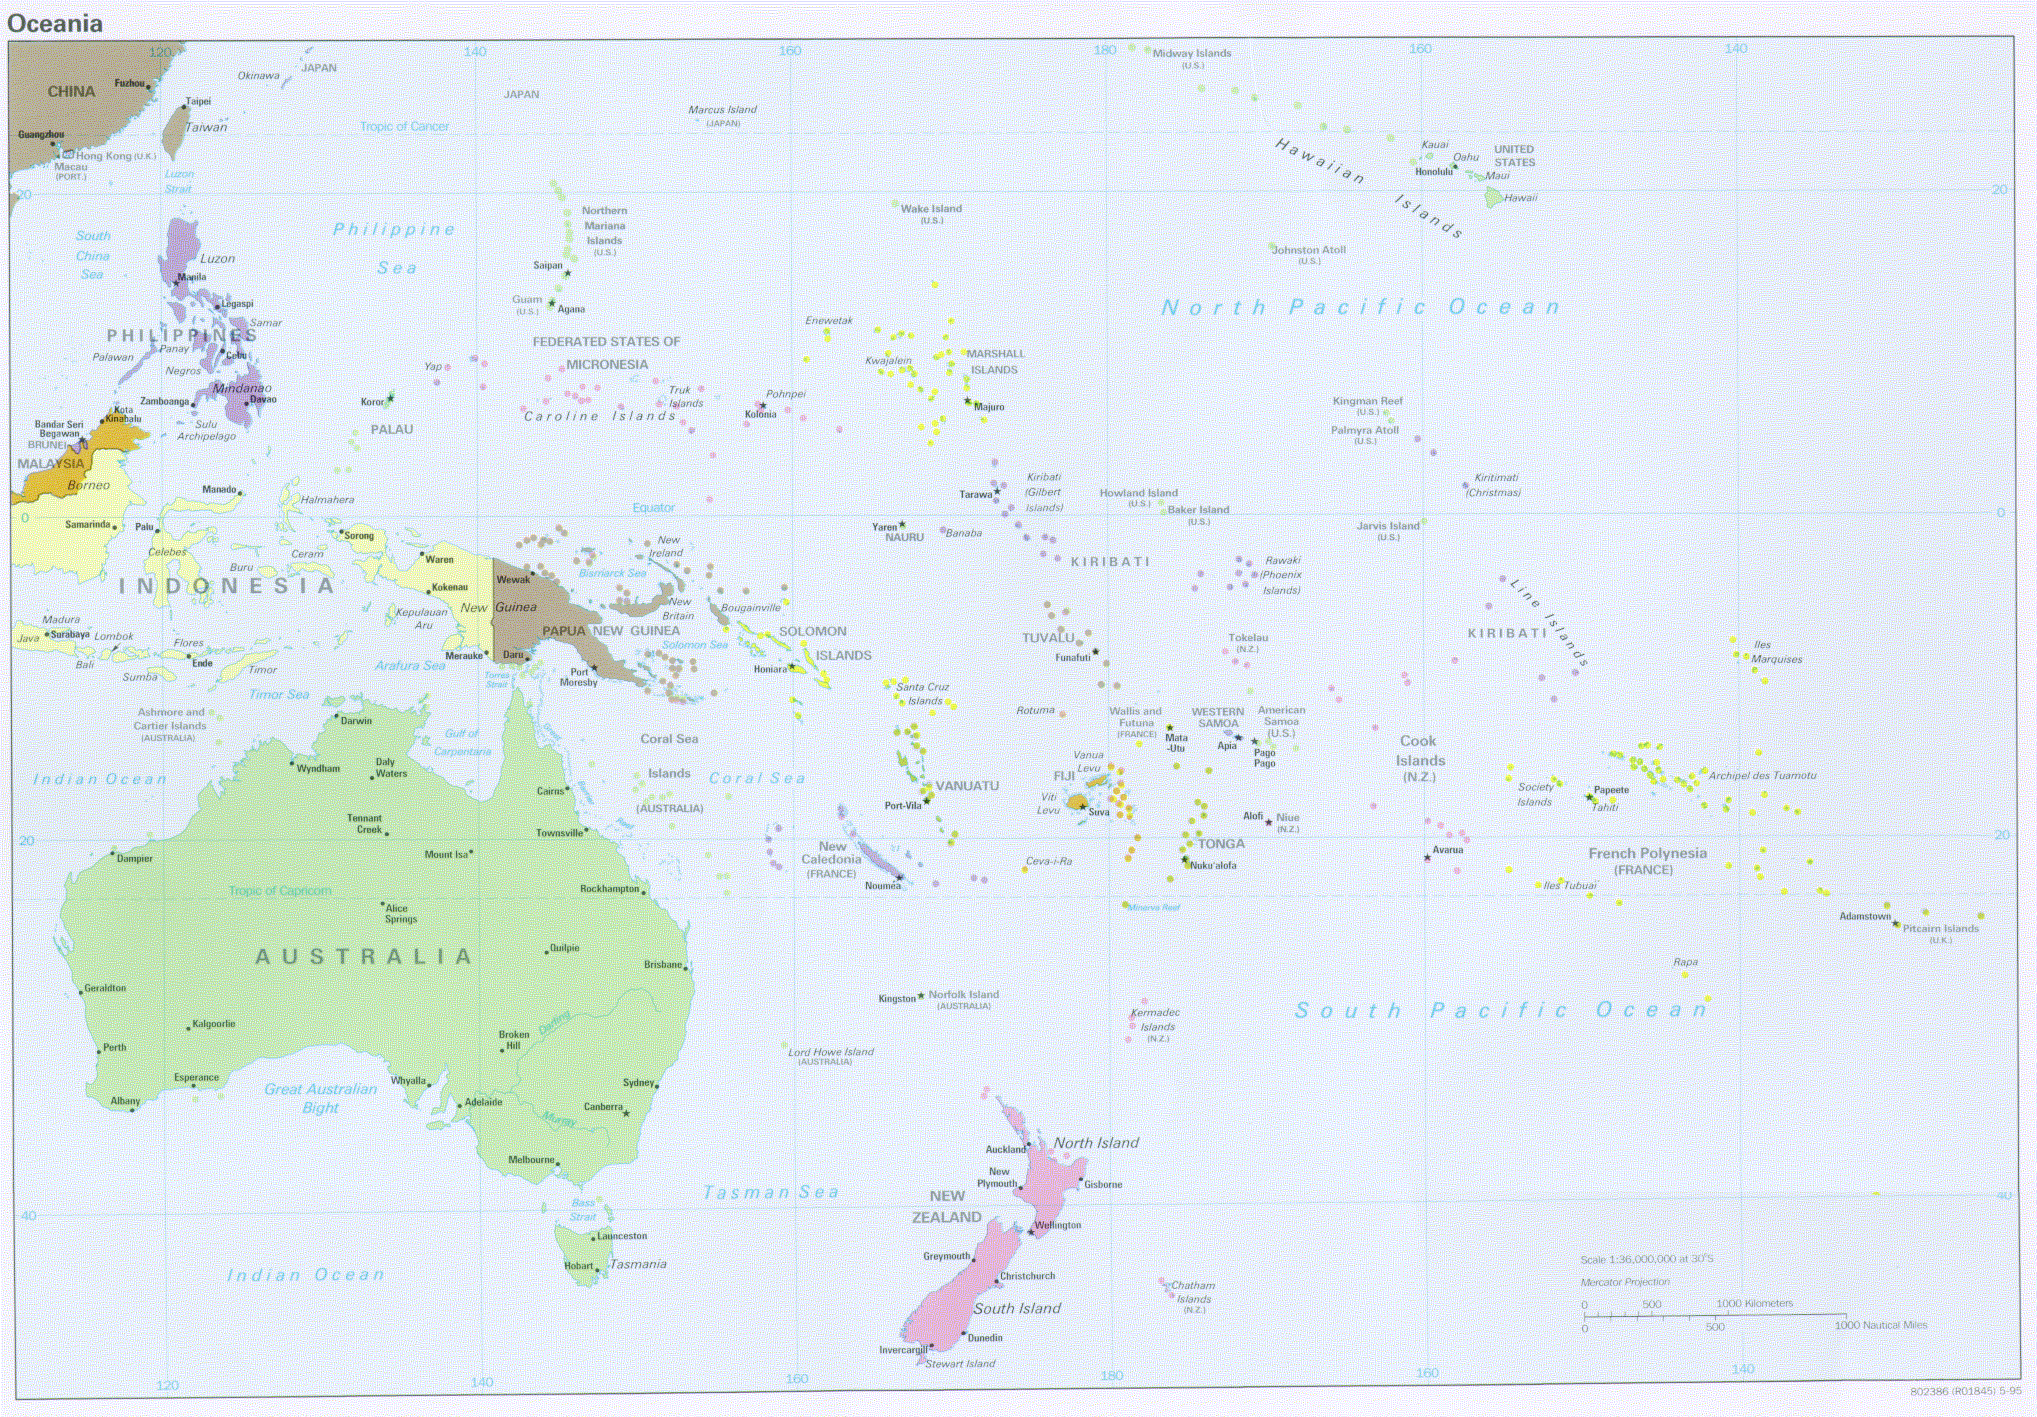 Oceania
120
140
160
180
160
140
CHINA
Fuzhou
Okinawa
JAPAN
JAPAN
Midway Islands
(U.S.)
Taipei
Taiwan
Marcus Island
(JAPAN)
Tropic of Cancer
Guangzhou
Hong Kong (U.K.)
Macau
(PORT.)
Luzon
Strait
Hawaiian Islands
Kauai
Oahu
Honolulu
Maui
Hawaii
UNITED
STATES
20
20
South
China
Sea
Philippine
Sea
Northern
Mariana
Islands
(U.S.)
Saipan
Guam
(U.S.)
Agana
Wake Island
(U.S.)
Johnston Atoll
(U.S.)
North Pacific Ocean
Luzon
Manila
Legaspi
Samar
PHILIPPINES
Panay
Palawan
Cebu
Negros
Mindanao
Zamboanga
Davao
Sulu
Archipelago
Enewetak
FEDERATED STATES OF
MICRONESIA
Yap
Koror
PALAU
Truk
Islands
Caroline Islands
Pohnpei
Kolonia
Kwajalein
MARSHALL
ISLANDS
Majuro
Kingman Reef
(U.S.)
Palmyra Atoll
(U.S.)
Kota
Kinabalu
Bandar Seri
Begawan
BRUNEI
MALAYSIA
Borneo
Manado
Halmahera
Samarinda
Palu
Celebes
0
0
Equator
Tarawa
Kiribati
(Gilbert
Islands)
Howland Island
(U.S.)
Baker Island
(U.S.)
Kiritimati
(Christmas)
Jarvis Island
(U.S.)
Yaren
NAURU
Banaba
KIRIBATI
Rawaki
(Phoenix
Islands)
Line Islands
KIRIBATI
Sorong
Ceram
Buru
Waren
Kokenau
INDONESIA
New Guinea
Wewak
New
Ireland
Bismarck Sea
New
Britain
Bougainville
PAPUA NEW GUINEA
Solomon Sea
SOLOMON
ISLANDS
Honiara
Kepulauan
Aru
Madura
Java
Surabaya
Lombok
Flores
Bali
Ende
Sumba
Timor
Arafura Sea
Merauke
Daru
Torres
Strait
Port
Moresby
Timor Sea
TUVALU
Funafuti
Tokelau
(N.Z.)
Iles
Marquises
Santa Cruz
Islands
Rotuma
Wallis and
Futuna
(FRANCE)
Mata
-Utu
WESTERN
SAMOA
Apia
American
Samoa
(U.S.)
Pago
Pago
Cook
Islands
(N.Z.)
Ashmore and
Cartier Islands
(AUSTRALIA)
Darwin
Gulf of
Carpentaria
Great
Barrier
Reef
Coral Sea
Islands
(AUSTRALIA)
Coral Sea
Indian Ocean
Wyndham
Daly
Waters
Cairns
VANUATU
Port-Vila
Vanua
Levu
FIJI
Viti
Levu
Suva
Society
Islands
Papeete
Tahiti
Archipel des Tuamotu
Tennant
Creek
Townsville
Alofi
Niue
(N.Z.)
20
20
Dampier
Mount Isa
New
Caledonia
(FRANCE)
Nouméa
Ceva-i-Ra
TONGA
Nuku'alofa
Avarua
French Polynesia
(FRANCE)
Iles Tubuai
Tropic of Capricorn
Rockhampton
Alice
Springs
Minerva Reef
Adamstown
Pitcairn Islands
(U.K.)
AUSTRALIA
Quilpie
Brisbane
Rapa
Geraldton
Kingston
Norfolk Island
(AUSTRALIA)
Kermadec
Islands
(N.Z.)
South Pacific Ocean
Kalgoorlie
Darling
Broken
Hill
Perth
Lord Howe Island
(AUSTRALIA)
Esperance
Great Australian
Bight
Whyalla
Sydney
Albany
Adelaide
Canberra
Murray
Melbourne
Auckland
North Island
New
Plymouth
Gisborne
Tasman Sea
NEW
ZEALAND
Bass
Strait
40
40
Wellington
Launceston
Hobart
Tasmania
Greymouth
Christchurch
Indian Ocean
Chatham
Islands
(N.Z.)
South Island
Dunedin
Invercargill
Stewart Island
Scale 1:36,000,000 at 30°S
Mercator Projection
0 500 1000 Kilometers
0 500 1000 Nautical Miles
120
140
160
180
160
140
802386 (R01845) 5-95